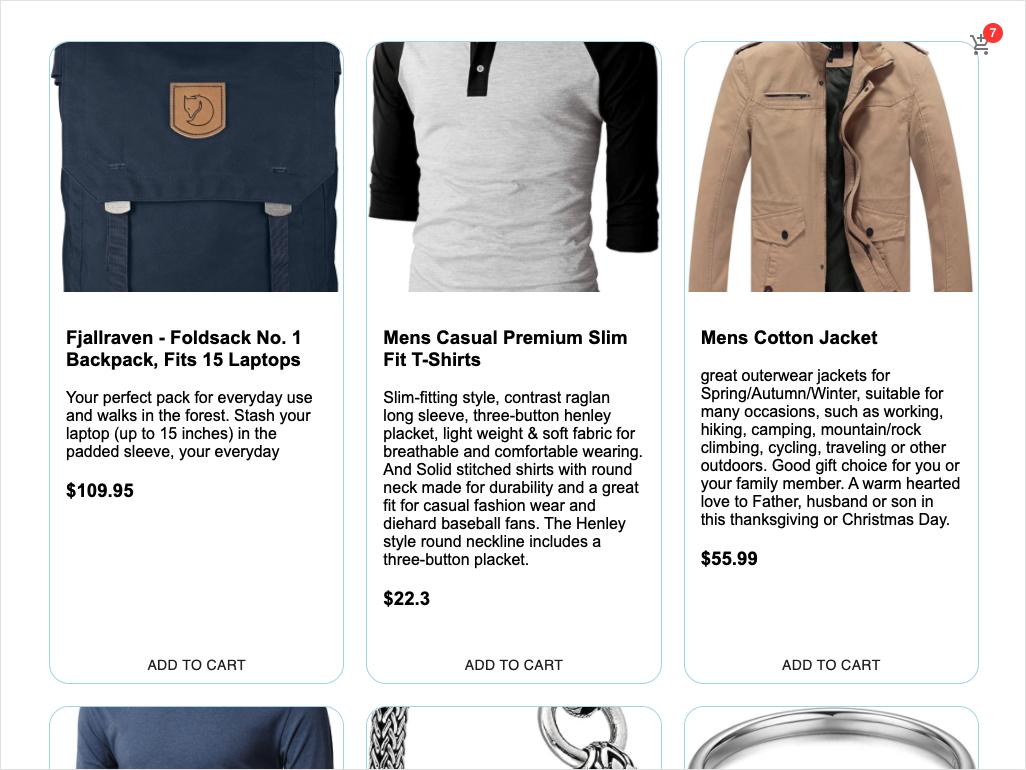 7
Fjallraven - Foldsack No. 1
Backpack, Fits 15 Laptops
Your perfect pack for everyday use
and walks in the forest. Stash your
laptop (up to 15 inches) in the
padded sleeve, your everyday
$109.95
ADD TO CART
Mens Casual Premium Slim
Fit T-Shirts
Slim-fitting style, contrast raglan
long sleeve, three-button henley
placket, light weight & soft fabric for
breathable and comfortable wearing.
And Solid stitched shirts with round
neck made for durability and a great
fit for casual fashion wear and
diehard baseball fans. The Henley
style round neckline includes a
three-button placket.
$22.3
ADD TO CART
Mens Cotton Jacket
great outerwear jackets for
Spring/Autumn/Winter, suitable for
many occasions, such as working,
hiking, camping, mountain/rock
climbing, cycling, traveling or other
outdoors. Good gift choice for you or
your family member. A warm hearted
love to Father, husband or son in
this thanksgiving or Christmas Day.
$55.99
ADD TO CART